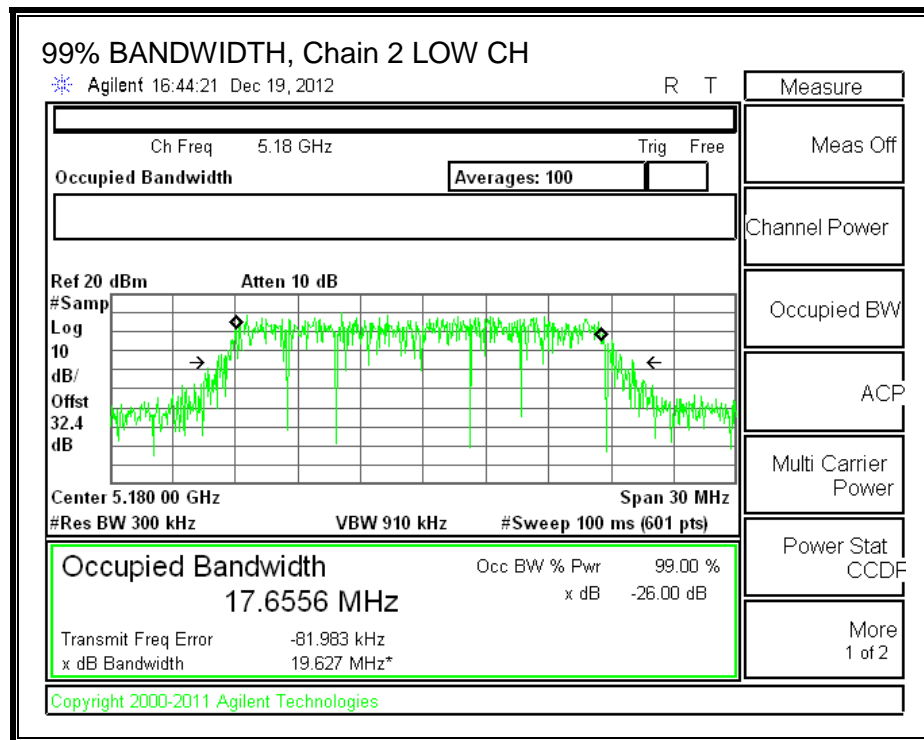 99% BANDWIDTH, Chain 2 LOW CH
Agilent 16:44:21 Dec 19, 2012 R T
Measure
Ch Freq 5.18 GHz Trig Free
Occupied Bandwidth Averages: 100
Meas Off
Channel Power
Occupied BW
ACP
Multi Carrier
Power
Power Stat
CCDF
More
1 of 2
Ref 20 dBm Atten 10 dB
#Samp
Log
10
dB/
Offst
32.4
dB
Center 5.180 00 GHz Span 30 MHz
#Res BW 300 kHz VBW 910 kHz #Sweep 100 ms (601 pts)
Occupied Bandwidth Occ BW % Pwr 99.00 %
17.6556 MHz x dB -26.00 dB
Transmit Freq Error -81.983 kHz
x dB Bandwidth 19.627 MHz*
Copyright 2000-2011 Agilent Technologies